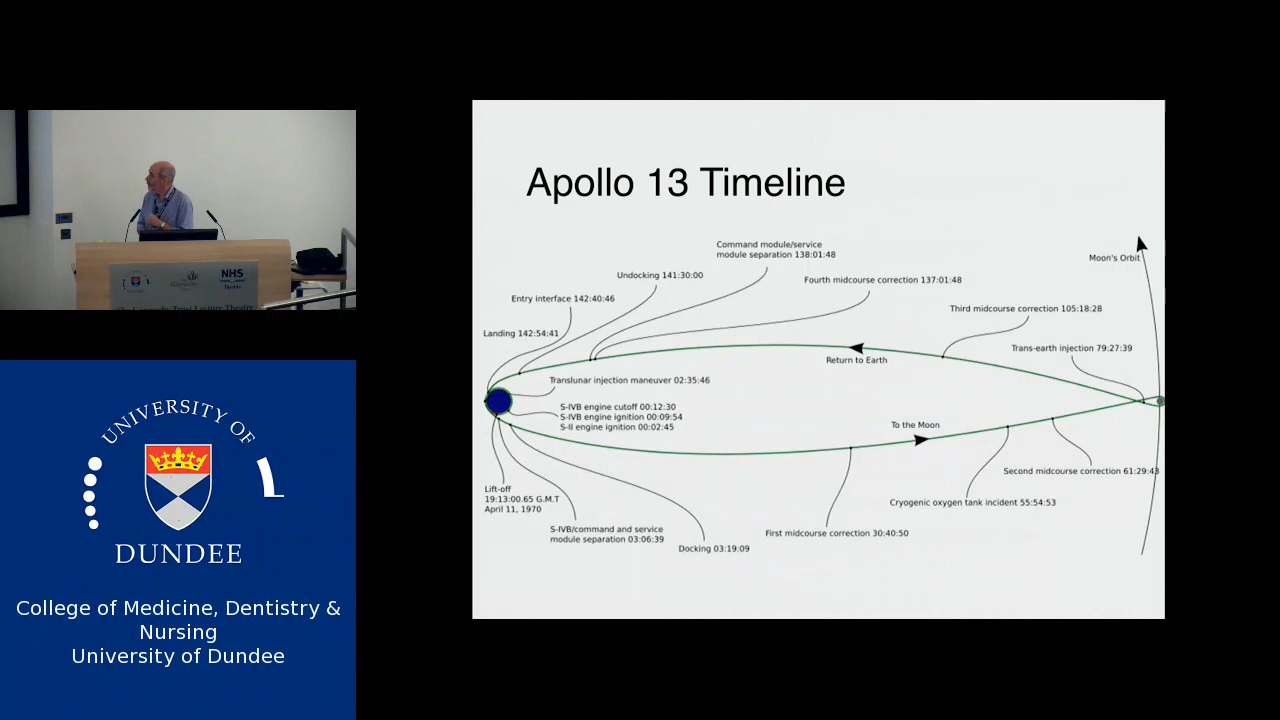 Apollo 13 Timeline
Command module/service
module separation 138:01:48
Moon's Orbit
Undocking 141:30:00
Fourth midcourse correction 137:01:48
Entry interface 142:40:46
Third midcourse correction 105:18:28
Landing 142:54:41
Trans-earth injection 79:27:39
Return to Earth
Translunar injection maneuver 02:35:46
S-IVB engine cutoff 00:12:30
S-IVB engine ignition 00:09:54
S-II engine ignition 00:02:45
To the Moon
Second midcourse correction 61:29:43
Lift-off
19:13:00.65 G.M.T
April 11, 1970
Cryogenic oxygen tank incident 55:54:53
S-IVB/command and service
module separation 03:06:39
First midcourse correction 30:40:50
Docking 03:19:09
NHS
Tayside
UNIVERSITY OF
DUNDEE
College of Medicine, Dentistry &
Nursing
University of Dundee